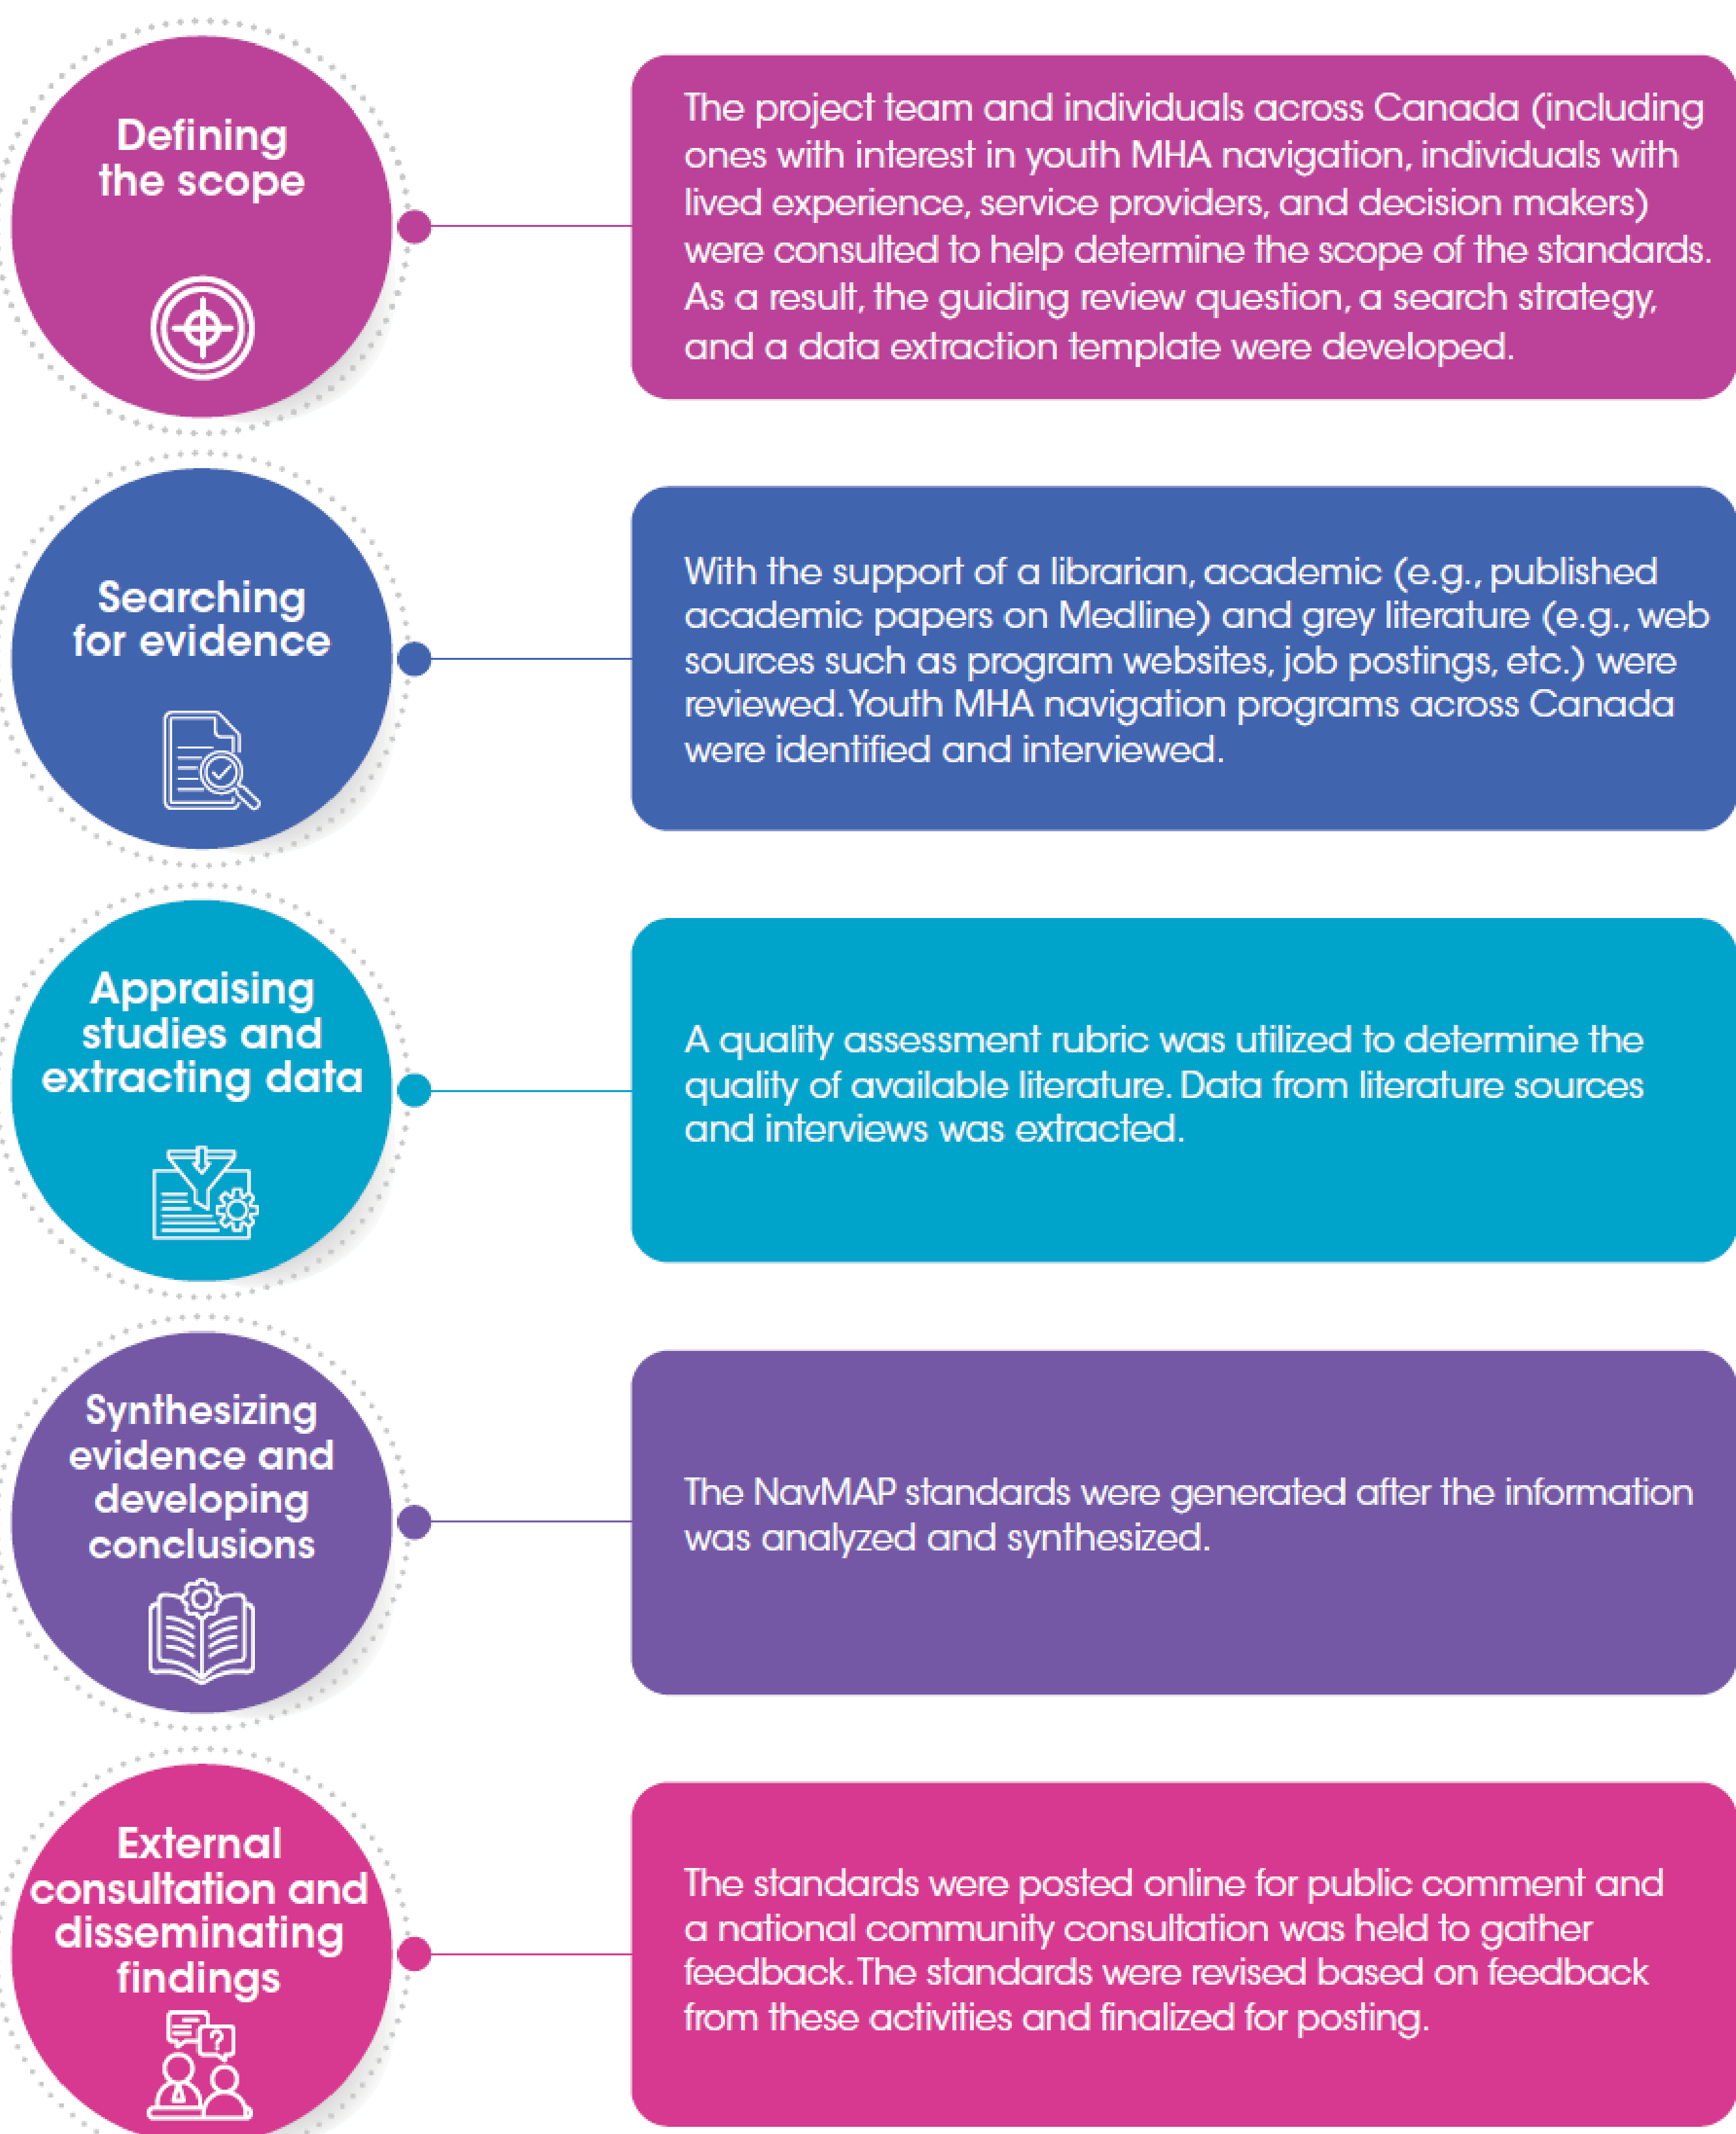 Defining
the scope
The project team and individuals across Canada (including
ones with interest in youth MHA navigation, individuals with
lived experience, service providers, and decision makers)
were consulted to help determine the scope of the standards.
As a result, the guiding review question, a search strategy,
and a data extraction template were developed.
Searching
for evidence
With the support of a librarian, academic (e.g., published
academic papers on Medline) and grey literature (e.g., web
sources such as program websites, job postings, etc.) were
reviewed. Youth MHA navigation programs across Canada
were identified and interviewed.
Appraising
studies and
extracting data
A quality assessment rubric was utilized to determine the
quality of available literature. Data from literature sources
and interviews was extracted.
Synthesizing
evidence and
developing
conclusions
The NavMAP standards were generated after the information
was analyzed and synthesized.
External
consultation and
disseminating
findings
?
The standards were posted online for public comment and
a national community consultation was held to gather
feedback. The standards were revised based on feedback
from these activities and finalized for posting.